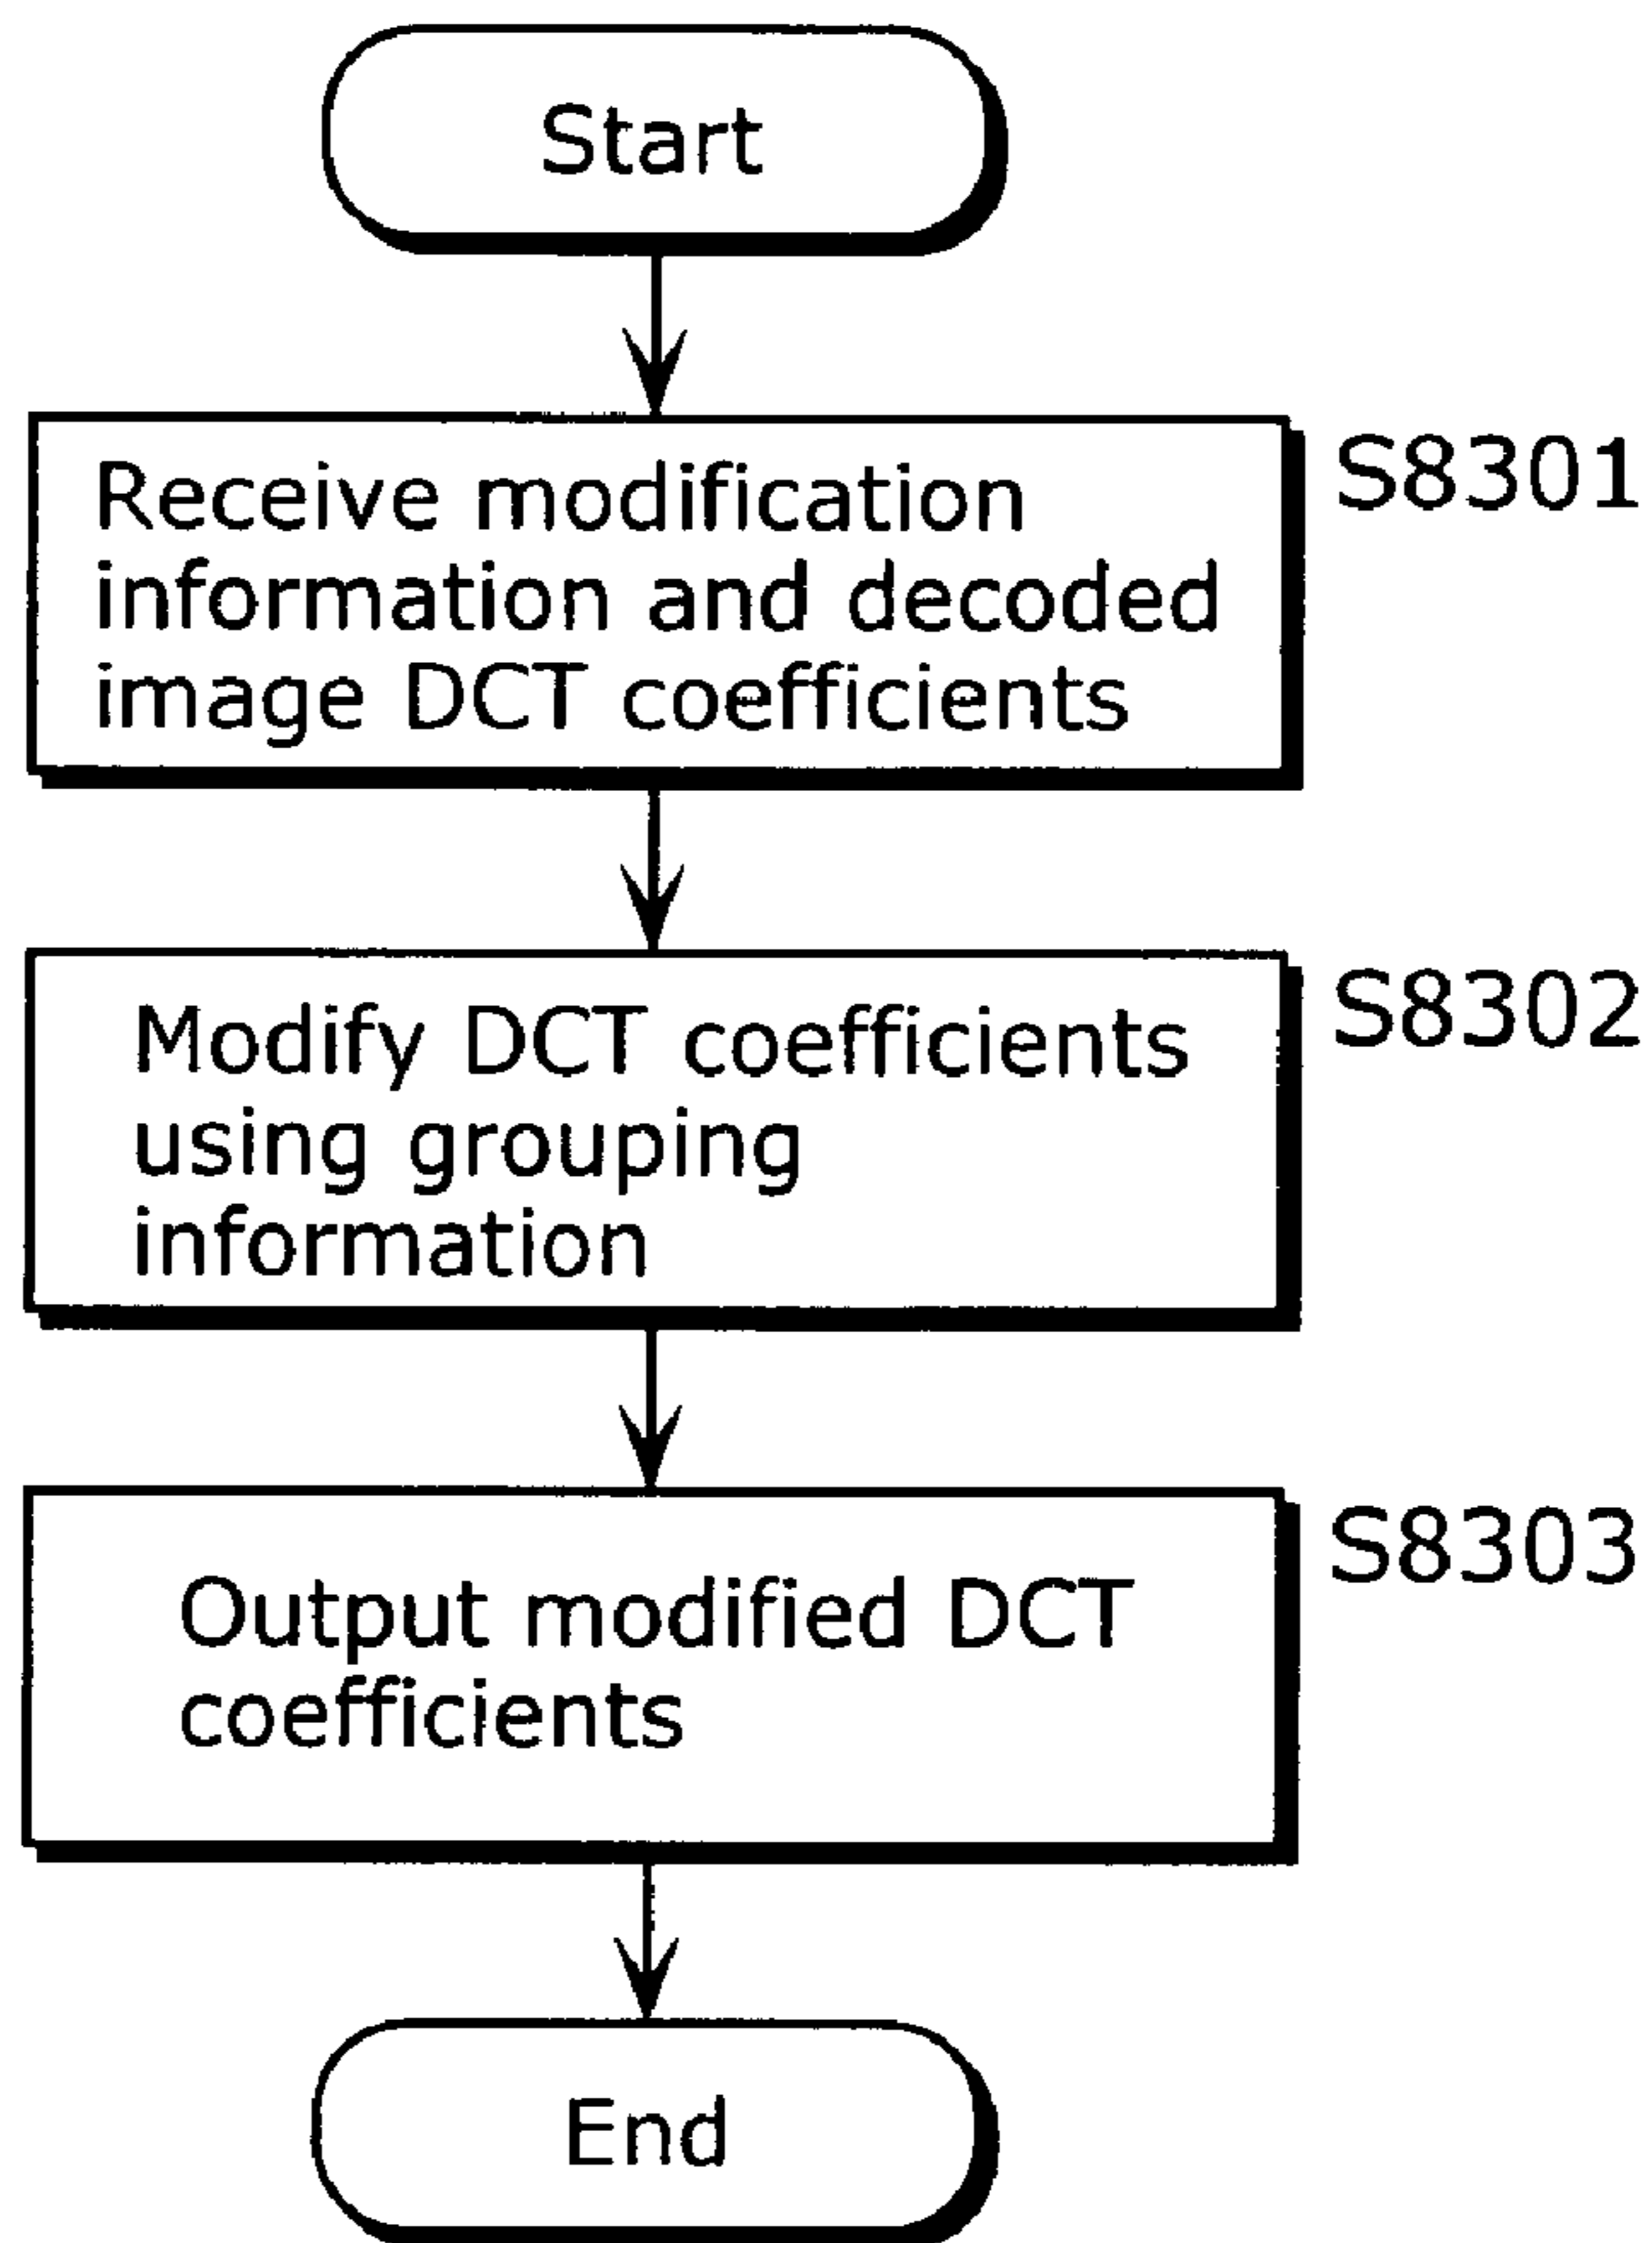 Start
Receive modification
information and decoded
image DCT coefficients
S8301
Modify DCT coefficients
using grouping
information
S8302
Output modified DCT
coefficients
S8303
End